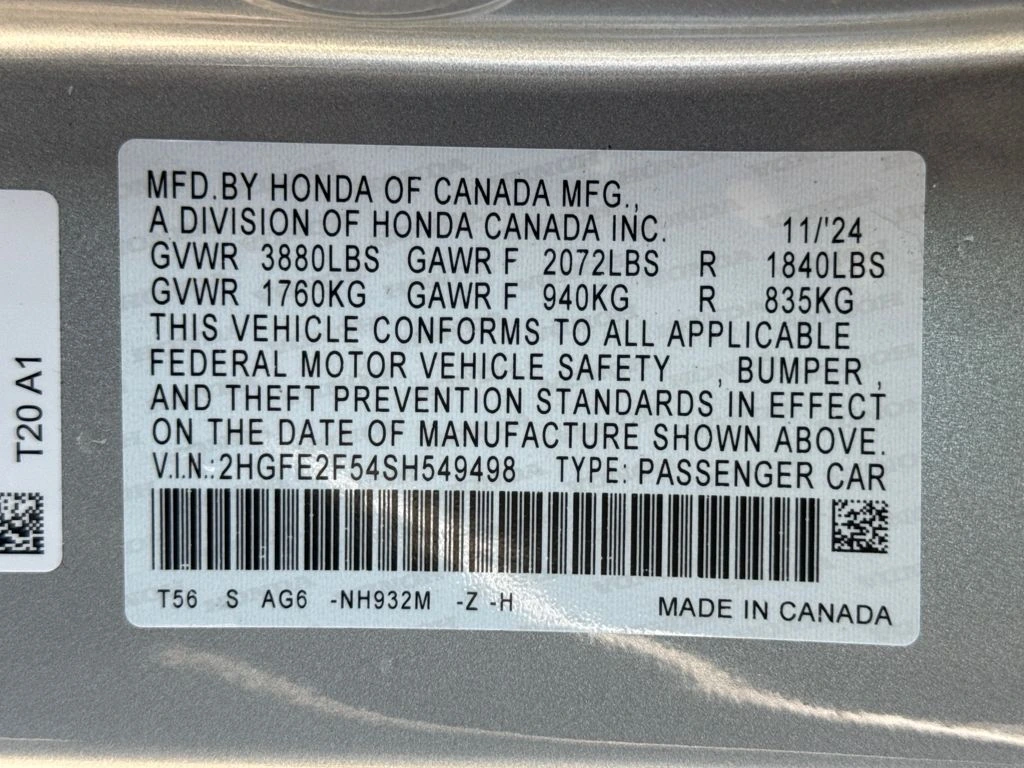 MFD.BY HONDA OF CANADA MFG.,
A DIVISION OF HONDA CANADA INC. 11/'24
GVWR 3880LBS GAWR F 2072LBS R 1840LBS
GVWR 1760KG GAWR F 940KG R 835KG
THIS VEHICLE CONFORMS TO ALL APPLICABLE
FEDERAL MOTOR VEHICLE SAFETY , BUMPER ,
AND THEFT PREVENTION STANDARDS IN EFFECT
ON THE DATE OF MANUFACTURE SHOWN ABOVE.
V.I.N.:2HGFE2F54SH549498 TYPE: PASSENGER CAR
T56 S AG6 -NH932M -Z -H MADE IN CANADA
T20 A1